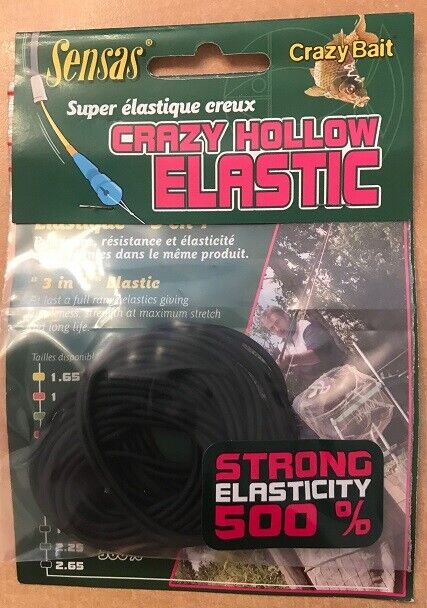 Sensas®
Crazy Bait
Super élastique creux
CRAZY HOLLOW
ELASTIC
résistance et élasticité
dans le même produit.
" 3 in Elastic
At last a full range elastics giving
strength at maximum stretch
and long life.
Tailles disponibles
1.65
STRONG
ELASTICITY
500 %
2.25
500%
2.65